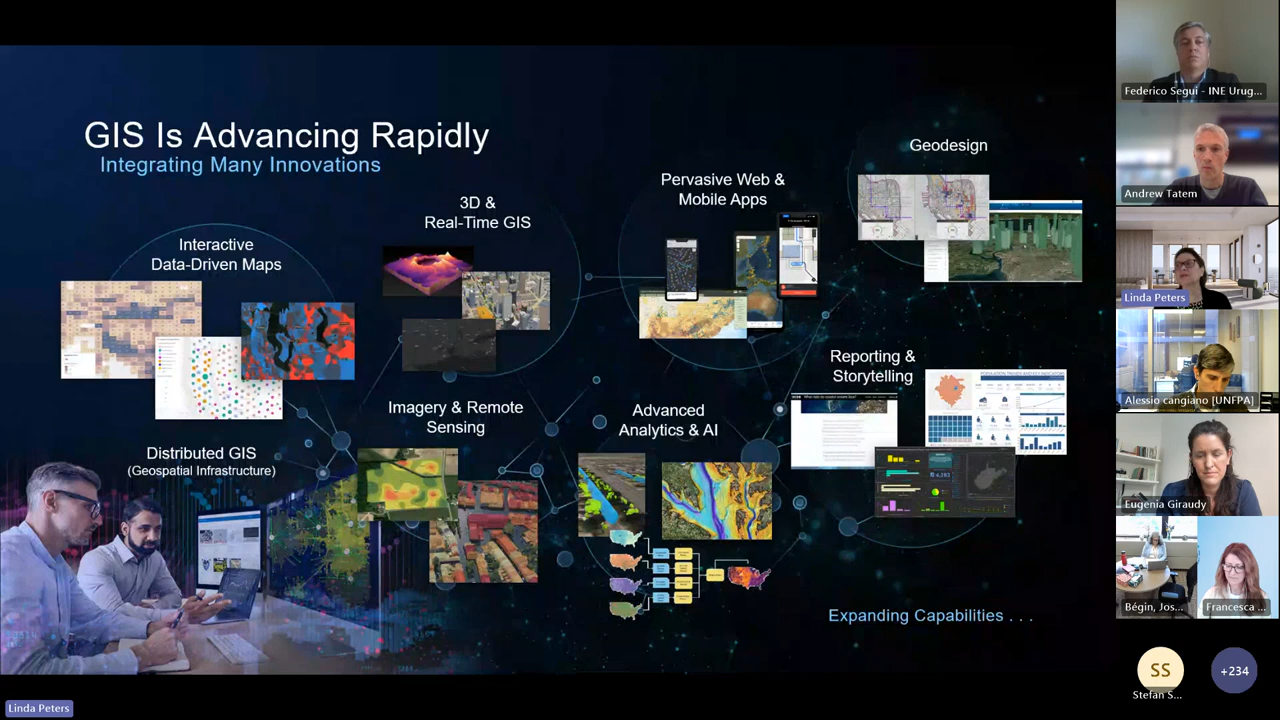 GIS Is Advancing Rapidly
Integrating Many Innovations
Interactive
Data-Driven Maps
3D &
Real-Time GIS
Pervasive Web &
Mobile Apps
Geodesign
Distributed GIS
(Geospatial Infrastructure)
Imagery & Remote
Sensing
Advanced
Analytics & AI
Reporting &
Storytelling
Expanding Capabilities . . .
Linda Peters
Federico Segui - INE Urug...
Andrew Tatem
Linda Peters
Alessio cangiano [UNFPA]
Eugenia Giraudy
Bégin, Jos...
Francesca ...
SS
Stefan S...
+234